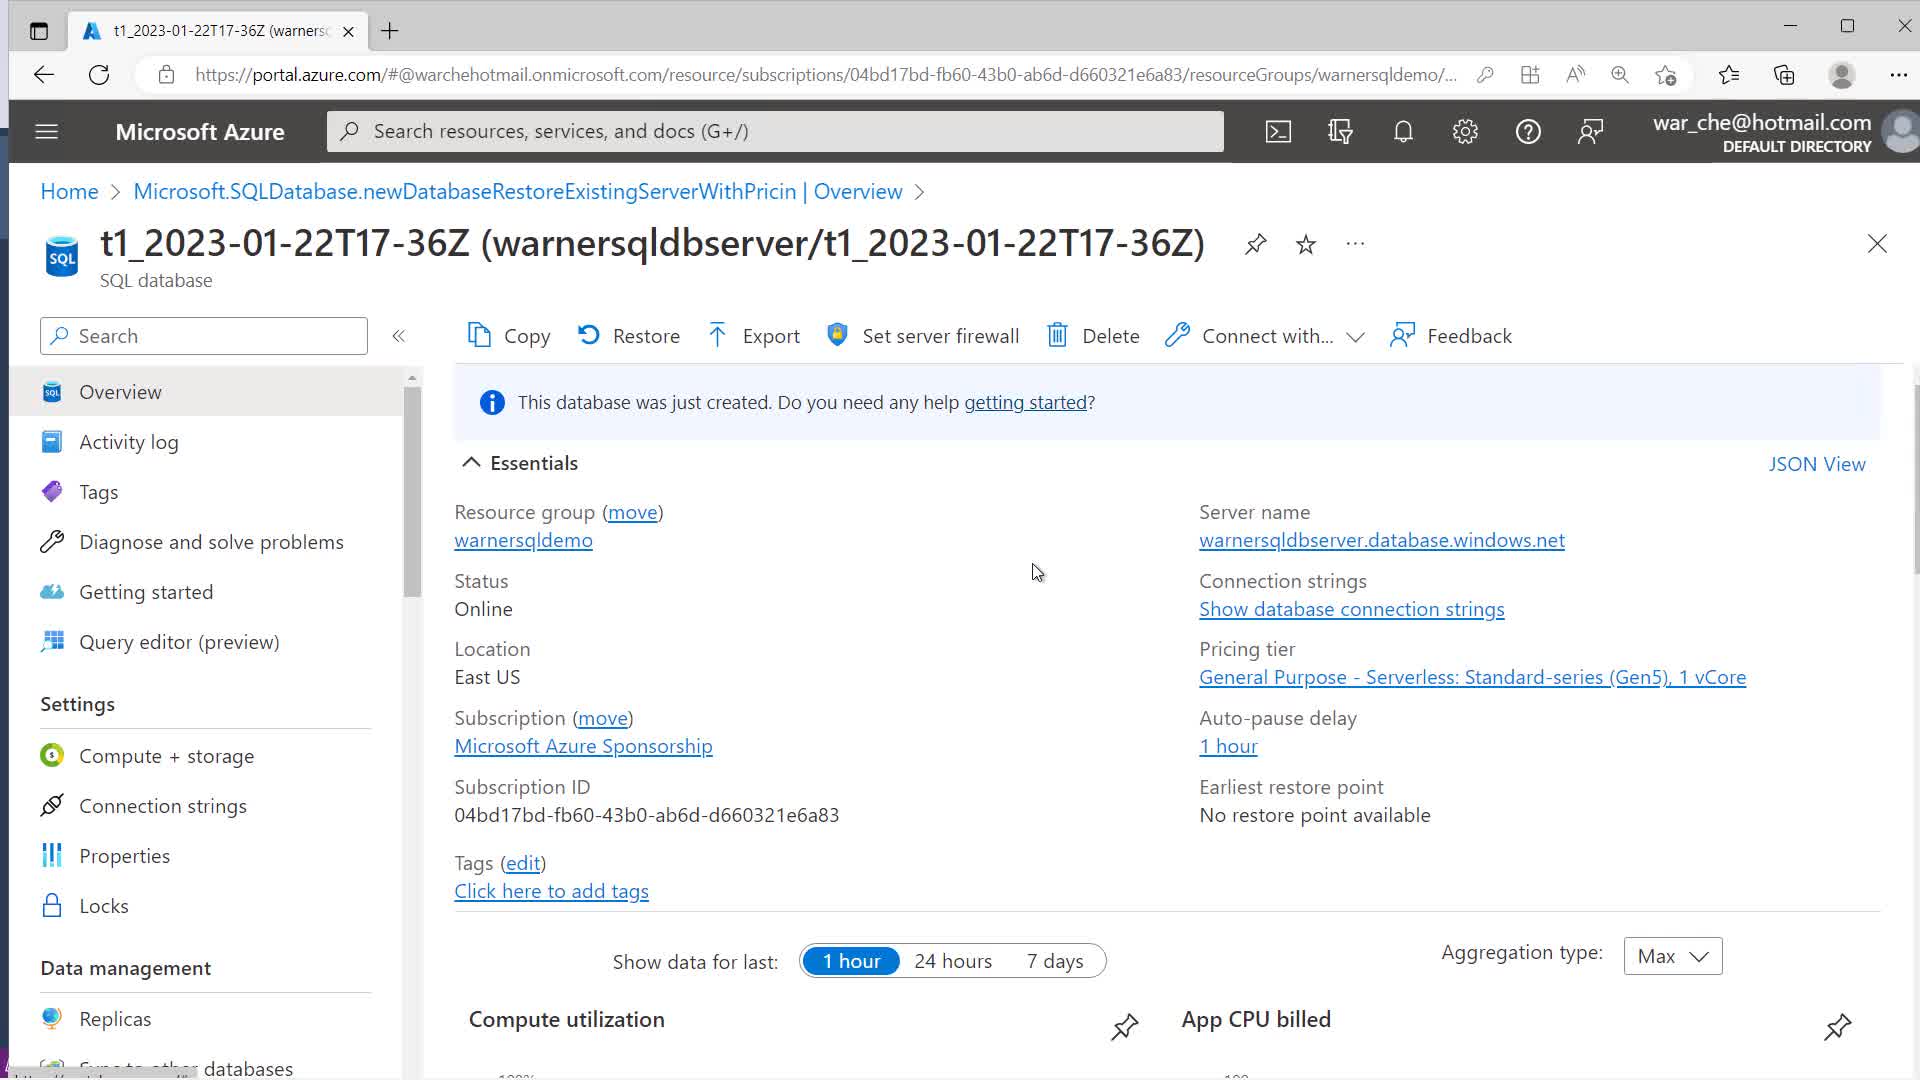 t1_2023-01-22T17-36Z (warnersc
https://portal.azure.com/#@warchehotmail.onmicrosoft.com/resource/subscriptions/04bd17bd-fb60-43b0-ab6d-d660321e6a83/resourceGroups/warnersqldemo/...
Microsoft Azure
Search resources, services, and docs (G+/)
war_che@hotmail.com
DEFAULT DIRECTORY
Home > Microsoft.SQLDatabase.newDatabaseRestoreExistingServerWithPricin | Overview >
SQL
t1_2023-01-22T17-36Z (warnersqldbserver/t1_2023-01-22T17-36Z)
SQL database
Search
Copy
Restore
Export
Set server firewall
Delete
Connect with...
Feedback
Overview
Activity log
Tags
Diagnose and solve problems
Getting started
Query editor (preview)
Settings
Compute + storage
Connection strings
Properties
Locks
Data management
Replicas
Sync to other databases
This database was just created. Do you need any help getting started?
Essentials
JSON View
Resource group (move)
warnersqldemo
Status
Online
Location
East US
Subscription (move)
Microsoft Azure Sponsorship
Subscription ID
04bd17bd-fb60-43b0-ab6d-d660321e6a83
Tags (edit)
Click here to add tags
Server name
warnersqldbserver.database.windows.net
Connection strings
Show database connection strings
Pricing tier
General Purpose - Serverless: Standard-series (Gen5), 1 vCore
Auto-pause delay
1 hour
Earliest restore point
No restore point available
Show data for last:
1 hour
24 hours
7 days
Aggregation type:
Max
Compute utilization
App CPU billed
100%
100